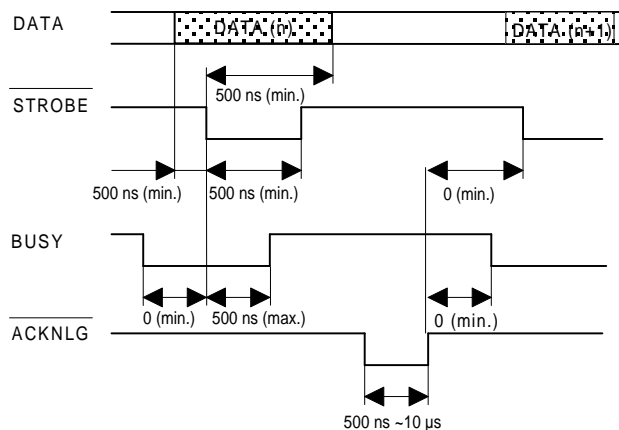 DATA
DATA (n)
DATA (n+1)
500 ns (min.)
STROBE
500 ns (min.)
500 ns (min.)
0 (min.)
BUSY
0 (min.)
500 ns (max.)
0 (min.)
ACKNLG
500 ns ~10 µs